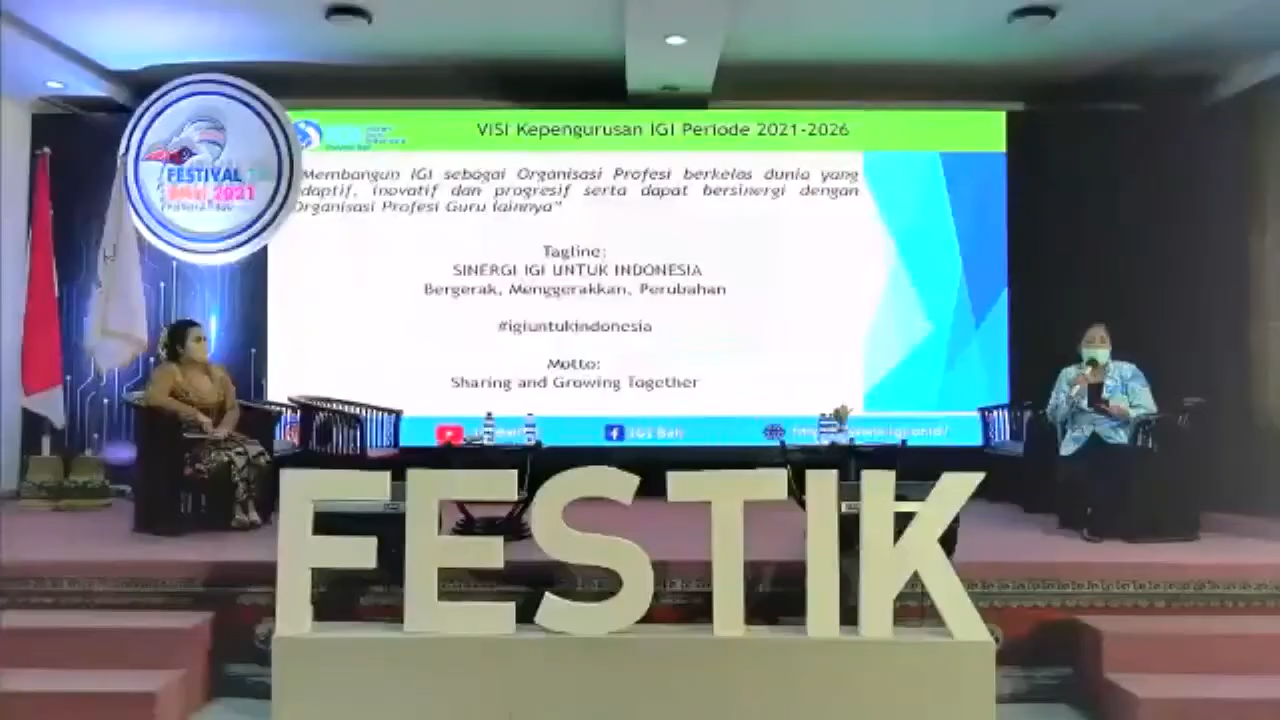 VISI Kepengurusan IGI Periode 2021-2026
FESTIVAL
2021
Membangun IGI sebagai Organisasi Profesi berkelas dunia yang
adaptif, inovatif dan progresif serta dapat bersinergi dengan
Organisasi Profesi Guru lainnya"
Tagline:
SINERGI IGI UNTUK INDONESIA
Bergerak, Menggerakkan, Perubahan
#igiuntukindonesia
Motto:
Sharing and Growing Together
IGI Bali
FESTIK